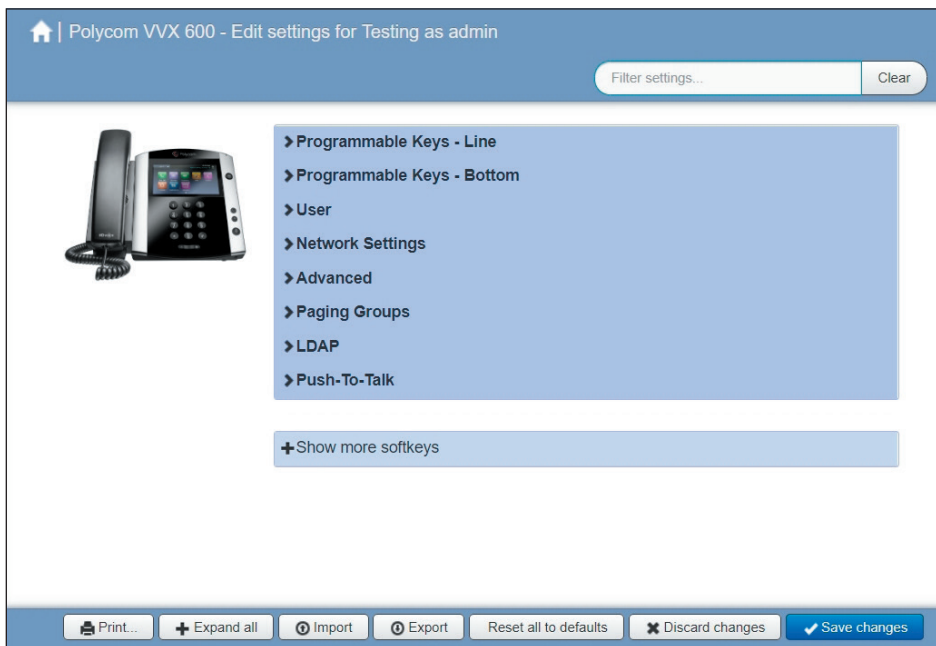 Polycom VVX 600 - Edit settings for Testing as admin
Filter settings...
Clear
Programmable Keys - Line
Programmable Keys - Bottom
User
Network Settings
Advanced
Paging Groups
LDAP
Push-To-Talk
Show more softkeys
Print... Expand all Import Export Reset all to defaults Discard changes Save changes